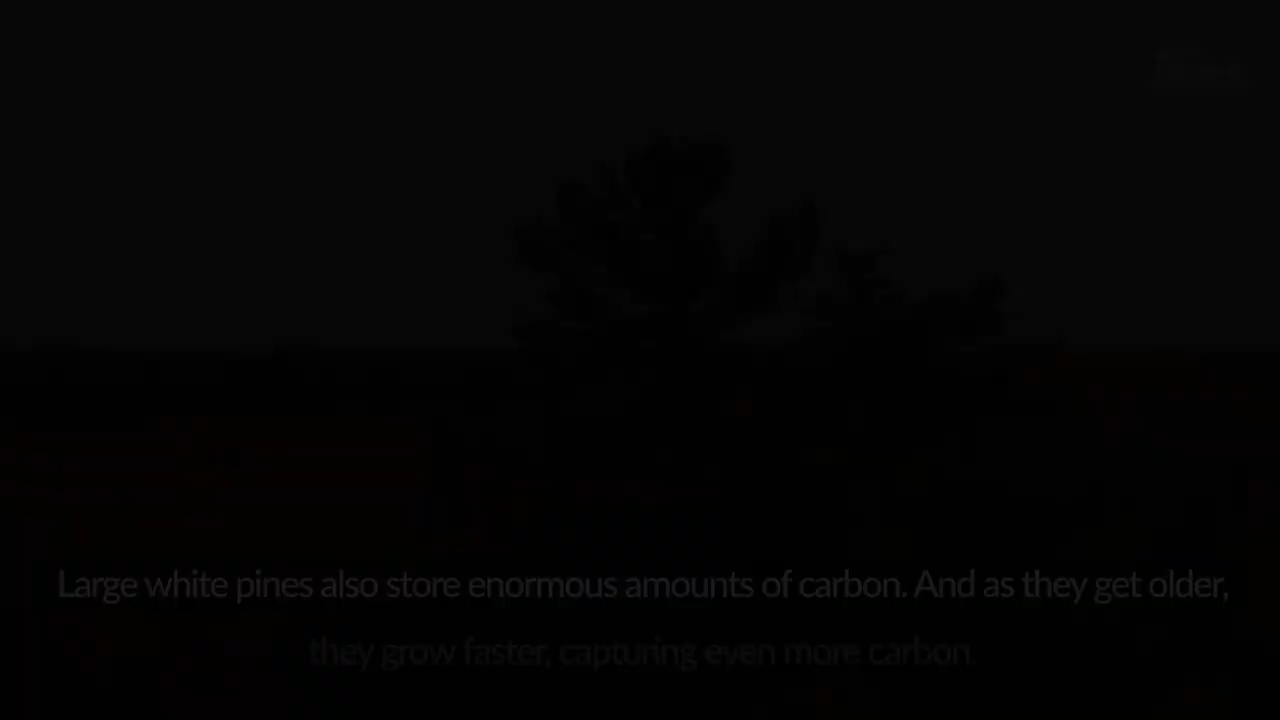 Large white pines also store enormous amounts of carbon. And as they get older,
they grow faster, capturing even more carbon.